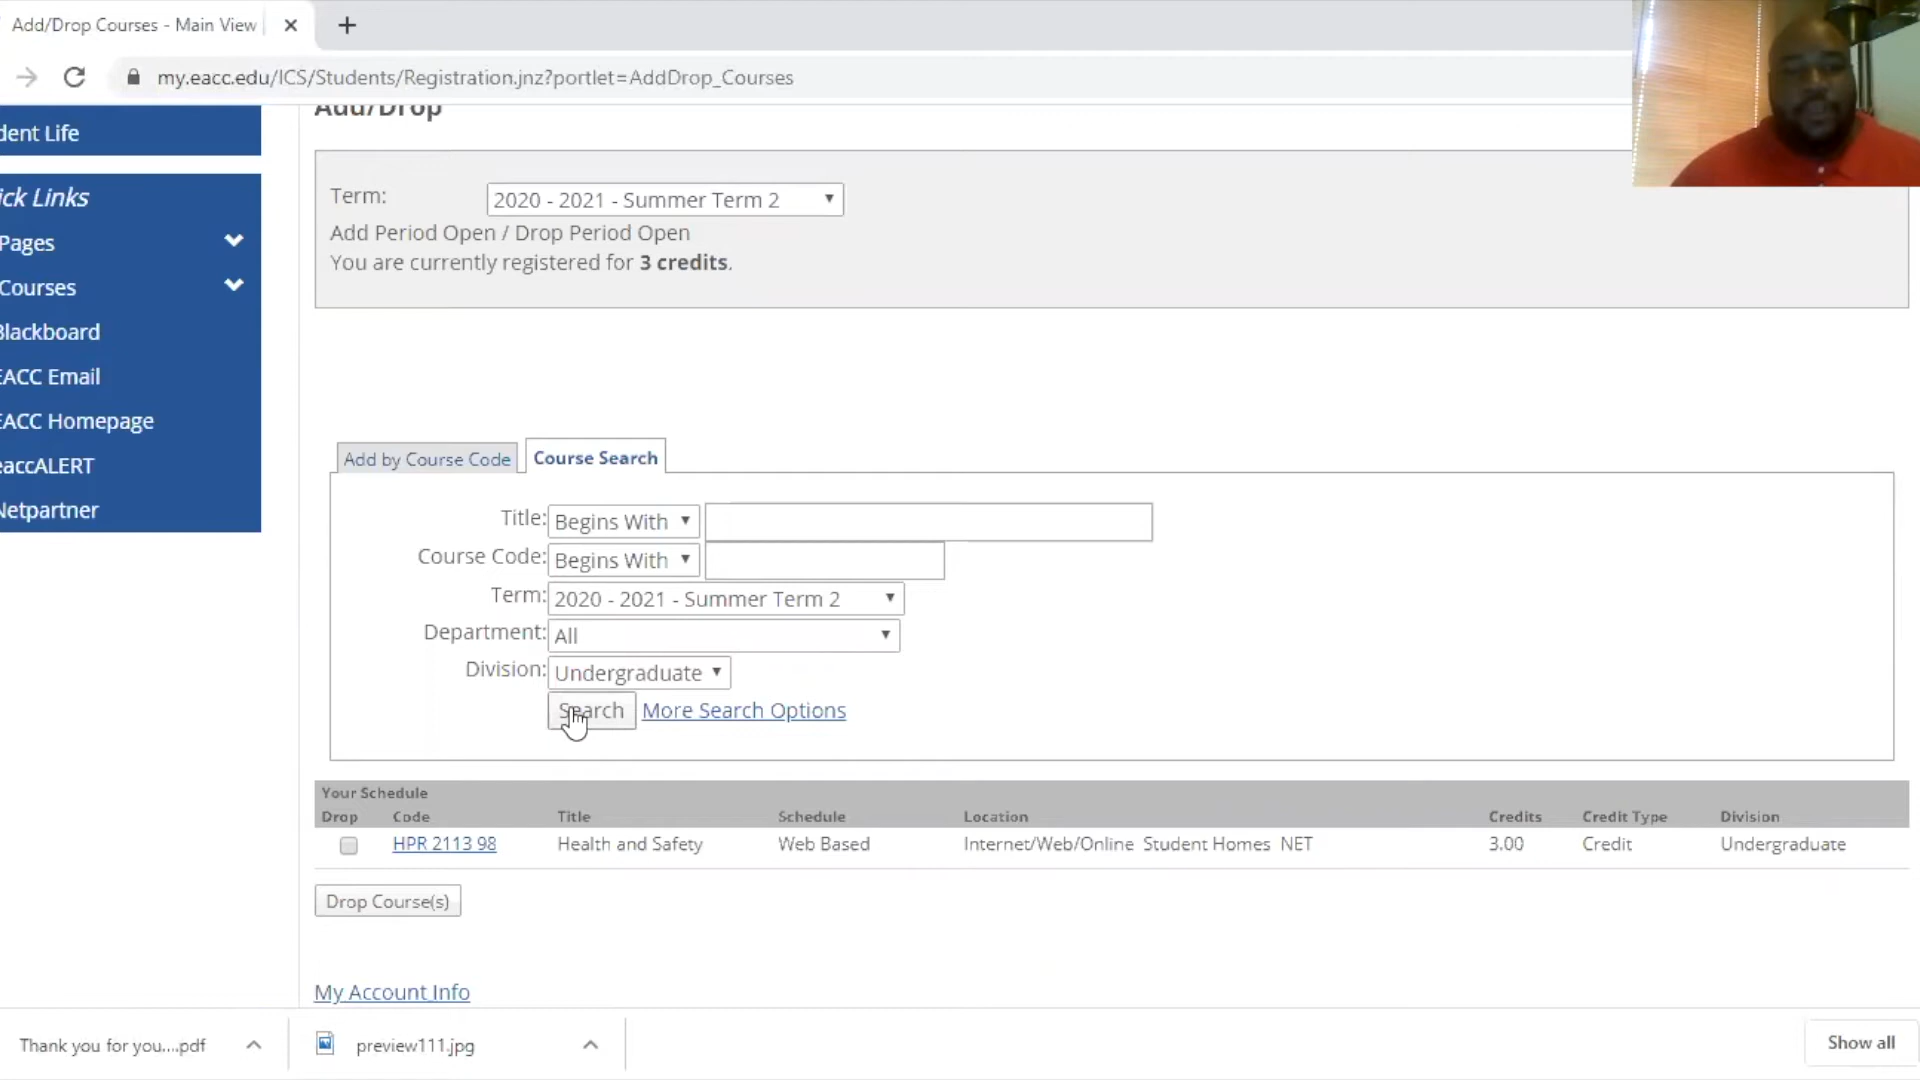 Add/Drop Courses - Main View
my.eacc.edu/ICS/Students/Registration.jnz?portlet=AddDrop_Courses
dent Life
ick Links
Pages
Courses
Blackboard
EACC Email
EACC Homepage
eaccALERT
Netpartner
Add/Drop
Term: 2020 - 2021 - Summer Term 2
Add Period Open / Drop Period Open
You are currently registered for 3 credits.
Add by Course Code Course Search
Title: Begins With
Course Code: Begins With
Term: 2020 - 2021 - Summer Term 2
Department: All
Division: Undergraduate
Search More Search Options
Your Schedule
Drop Code Title Schedule Location Credits Credit Type Division
HPR 2113 98 Health and Safety Web Based Internet/Web/Online Student Homes NET 3.00 Credit Undergraduate
Drop Course(s)
My Account Info
Thank you for you....pdf preview111.jpg Show all